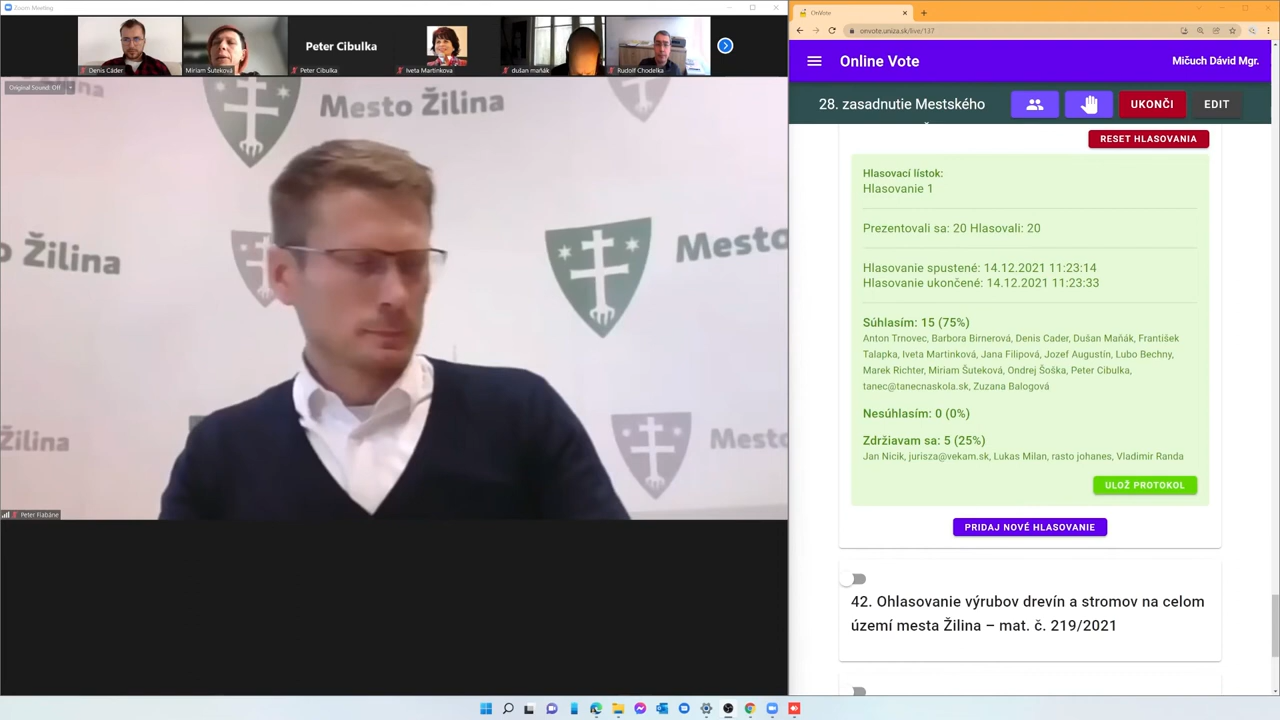 Zoom Meeting
Denis Cáder
Miriam Šuteková
Peter Cibulka
Peter Cibulka
Iveta Martinkova
dušan maňák
Rudolf Chodelka
Original Sound: Off
Mesto Žilina
o Žilina
Mesto
Žilina
Mesto
Peter Fiabáne
OnVote
onvote.uniza.sk/live/137
Online Vote
Mičuch Dávid Mgr.
28. zasadnutie Mestského
UKONČI
EDIT
RESET HLASOVANIA
Hlasovací lístok:
Hlasovanie 1
Prezentovali sa: 20 Hlasovali: 20
Hlasovanie spustené: 14.12.2021 11:23:14
Hlasovanie ukončené: 14.12.2021 11:23:33
Súhlasím: 15 (75%)
Anton Trnovec, Barbora Birnerová, Denis Cader, Dušan Maňák, František
Talapka, Iveta Martinková, Jana Filipová, Jozef Augustín, Lubo Bechny,
Marek Richter, Miriam Šuteková, Ondrej Šoška, Peter Cibulka,
tanec@tanecnaskola.sk, Zuzana Balogová
Nesúhlasím: 0 (0%)
Zdržiavam sa: 5 (25%)
Jan Nicik, jurisza@vekam.sk, Lukas Milan, rasto johanes, Vladimir Randa
ULOŽ PROTOKOL
PRIDAJ NOVÉ HLASOVANIE
42. Ohlasovanie výrubov drevín a stromov na celom
území mesta Žilina – mat. č. 219/2021